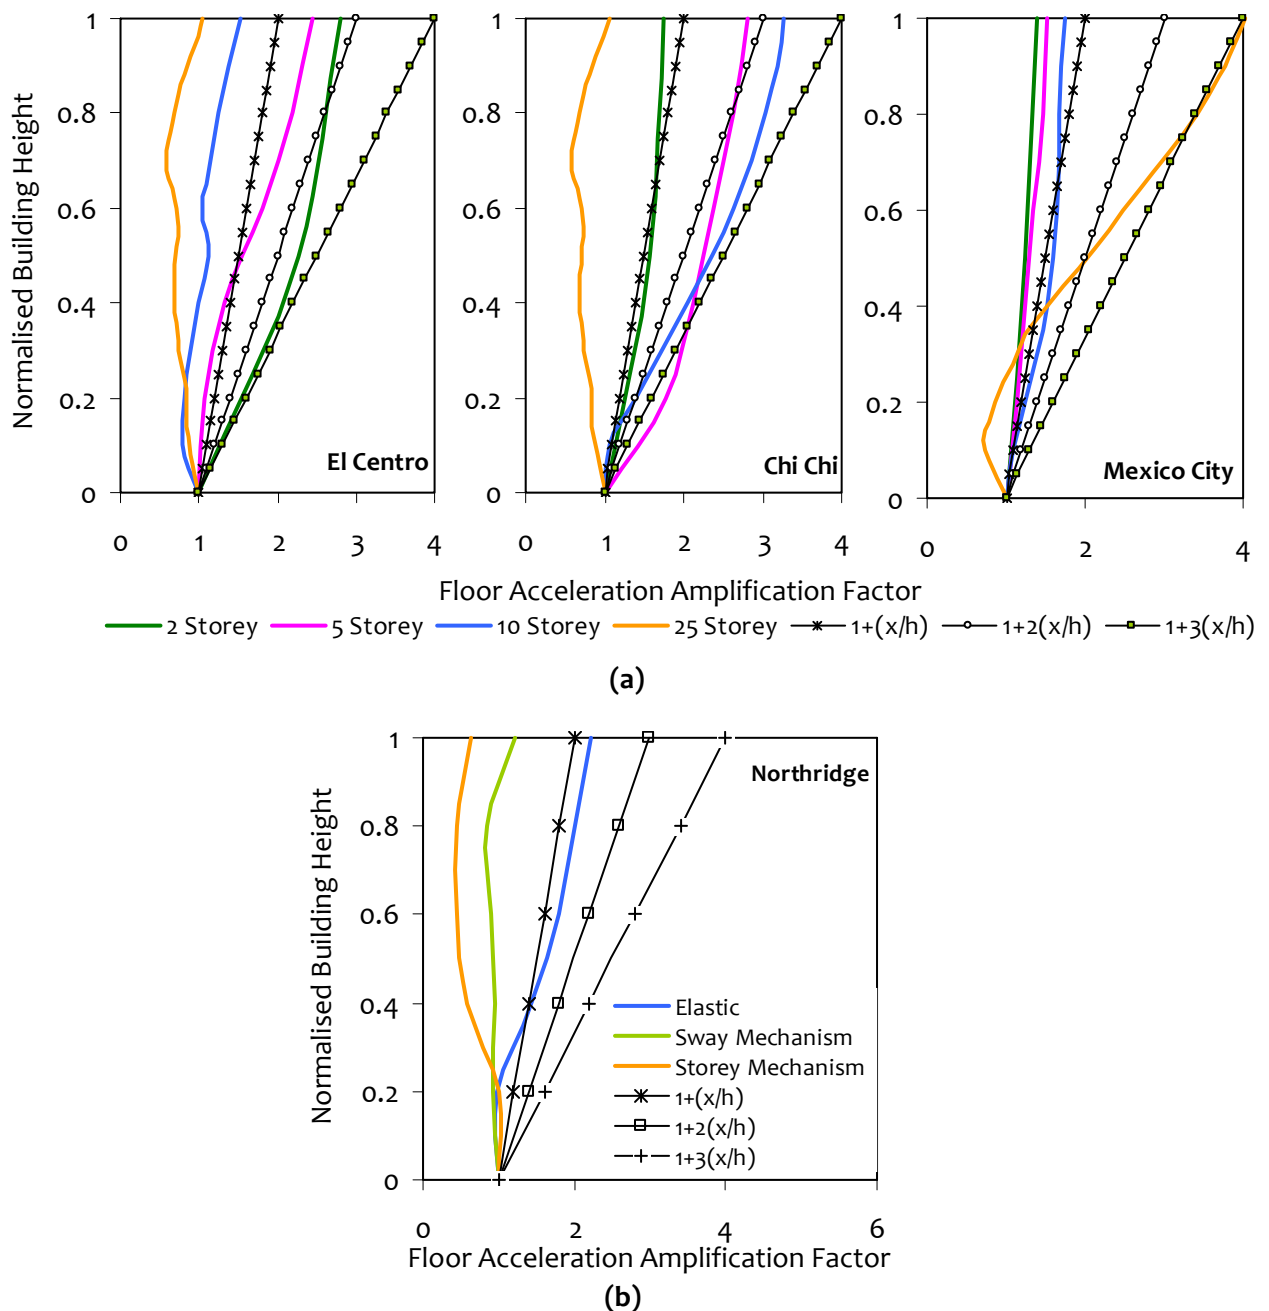 1
0.8
0.6
0.4
0.2
0
Normalised Building Height
El Centro
0 1 2 3 4
1
0.8
0.6
0.4
0.2
0
Chi Chi
0 1 2 3 4
1
0.8
0.6
0.4
0.2
0
Mexico City
0 2 4
Floor Acceleration Amplification Factor
2 Storey 5 Storey 10 Storey 25 Storey 1+(x/h) 1+2(x/h) 1+3(x/h)
(a)
1
0.8
0.6
0.4
0.2
0
Normalised Building Height
Northridge
Elastic
Sway Mechanism
Storey Mechanism
1+(x/h)
1+2(x/h)
1+3(x/h)
0 2 4 6
Floor Acceleration Amplification Factor
(b)